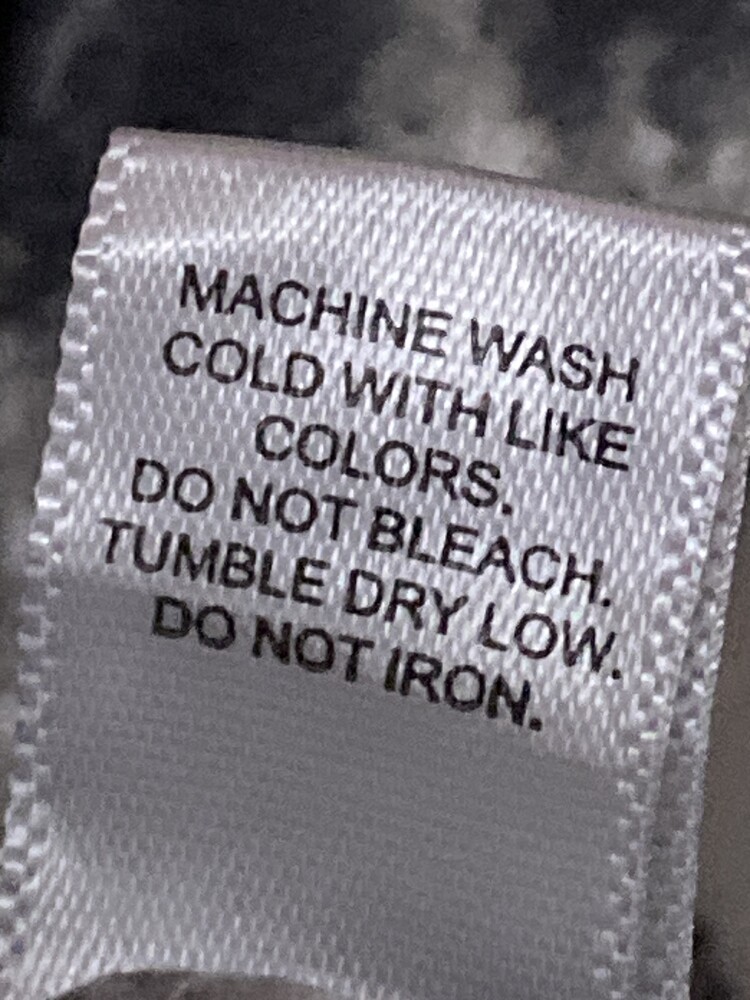 MACHINE WASH
COLD WITH LIKE
COLORS.
DO NOT BLEACH.
TUMBLE DRY LOW.
DO NOT IRON.